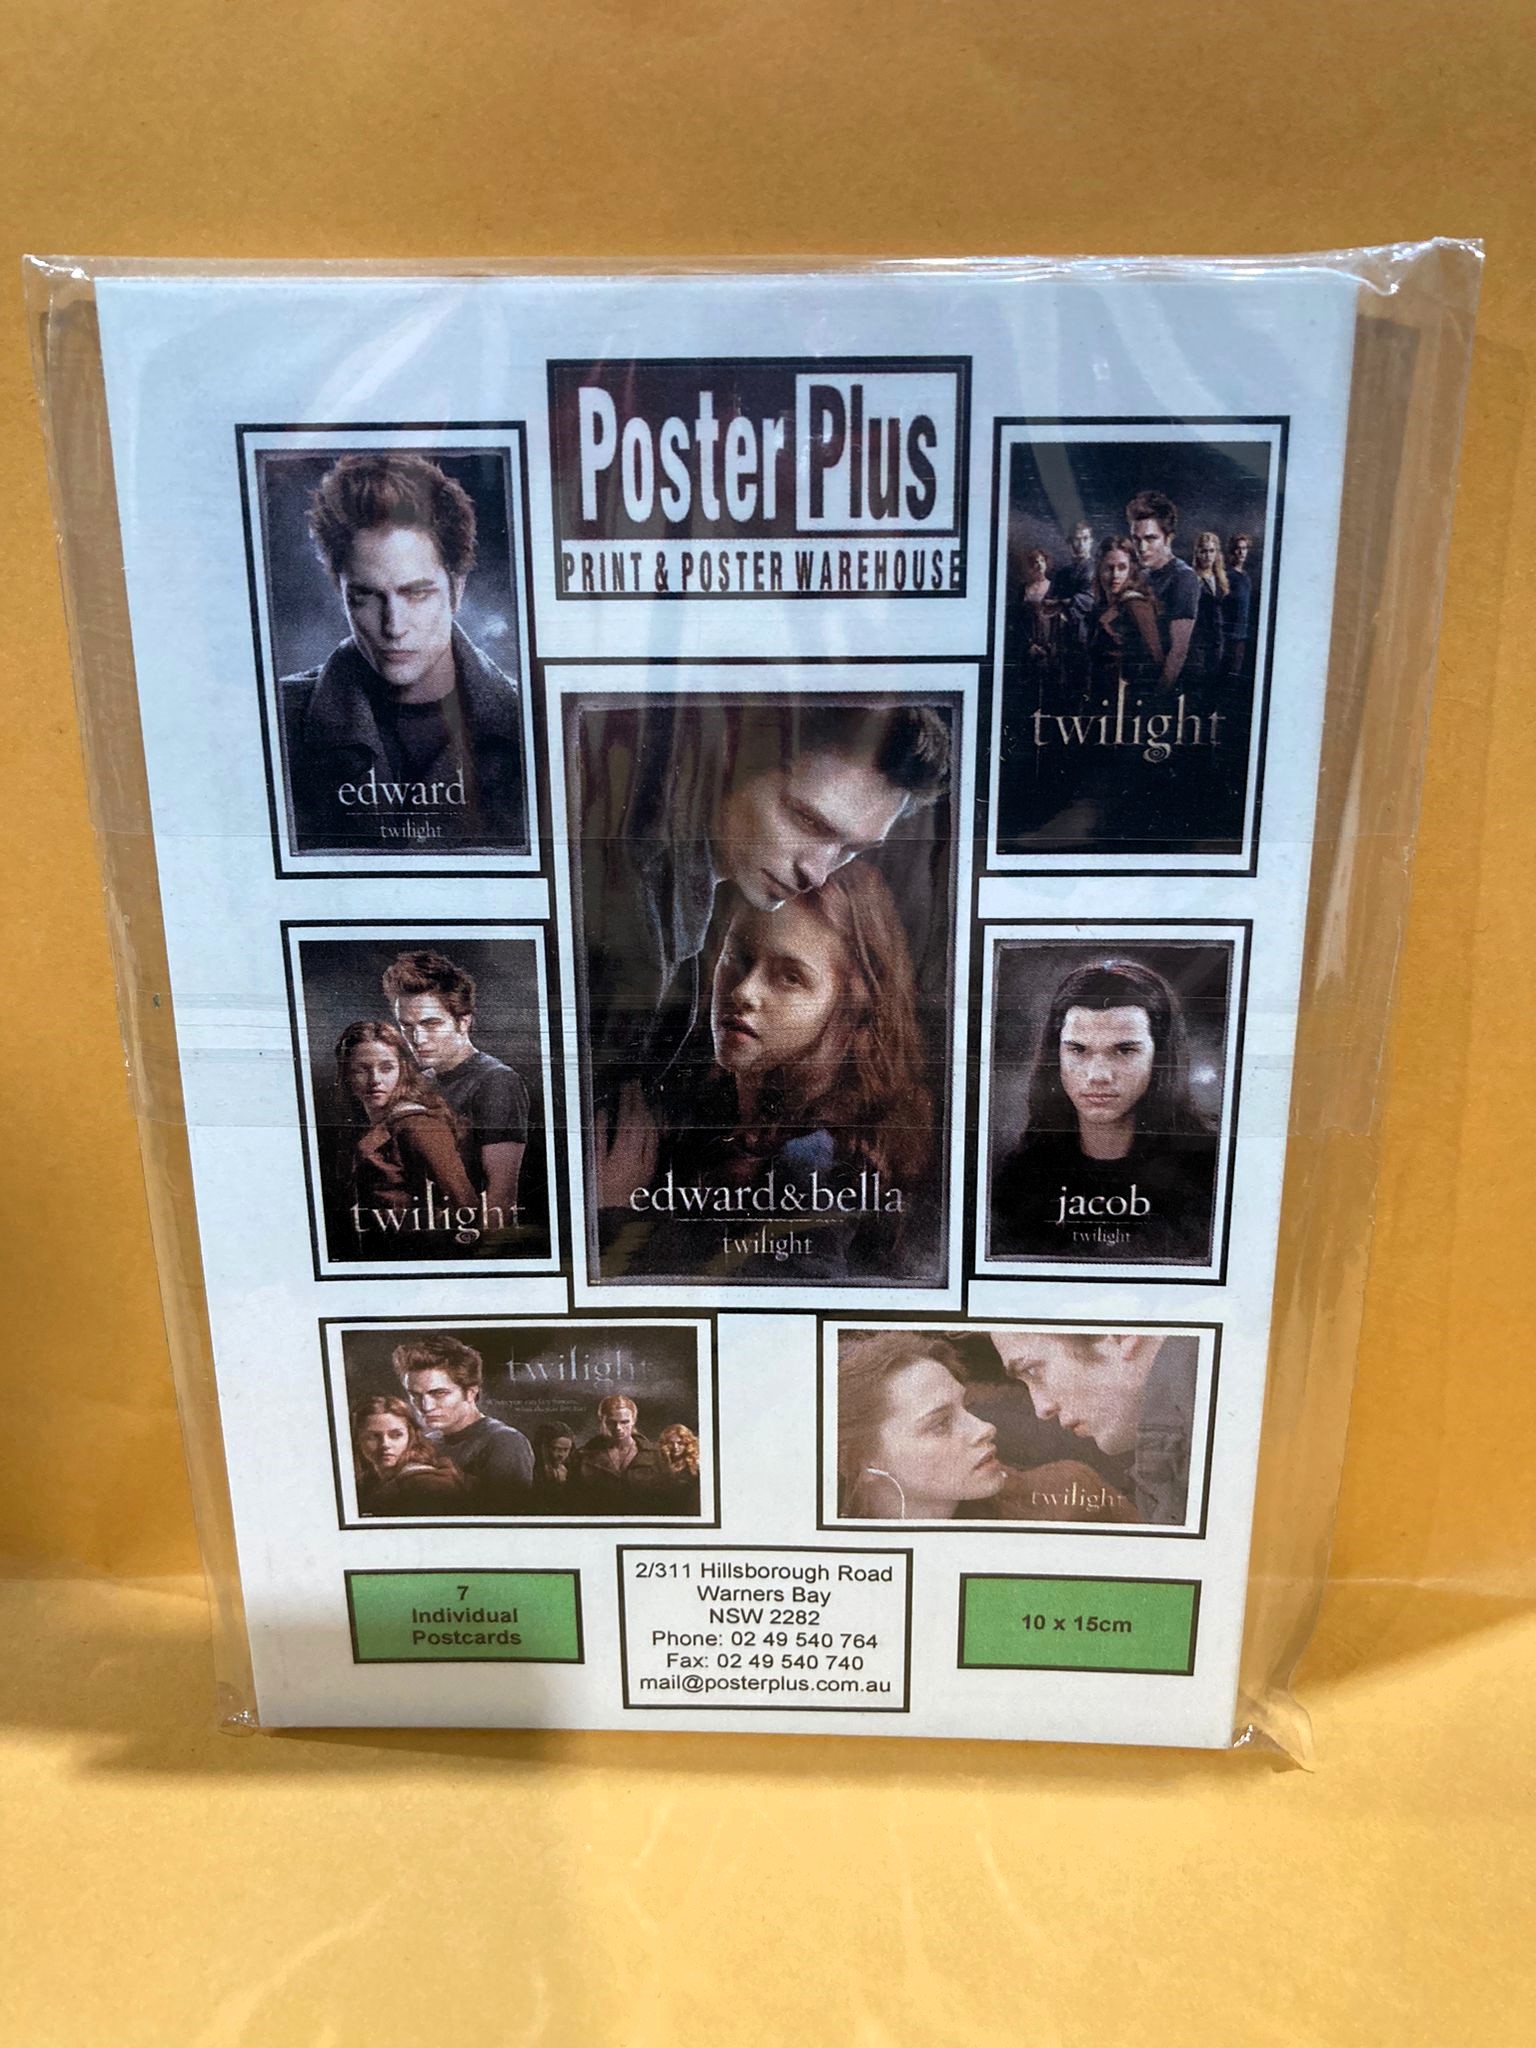 Poster Plus
PRINT & POSTER WAREHOUSE
edward
twilight
twilight
twilight
edward&bella
twilight
jacob
twilight
twilight
twilight
7
Individual
Postcards
2/311 Hillsborough Road
Warners Bay
NSW 2282
Phone: 02 49 540 764
Fax: 02 49 540 740
mail@posterplus.com.au
10 x 15cm